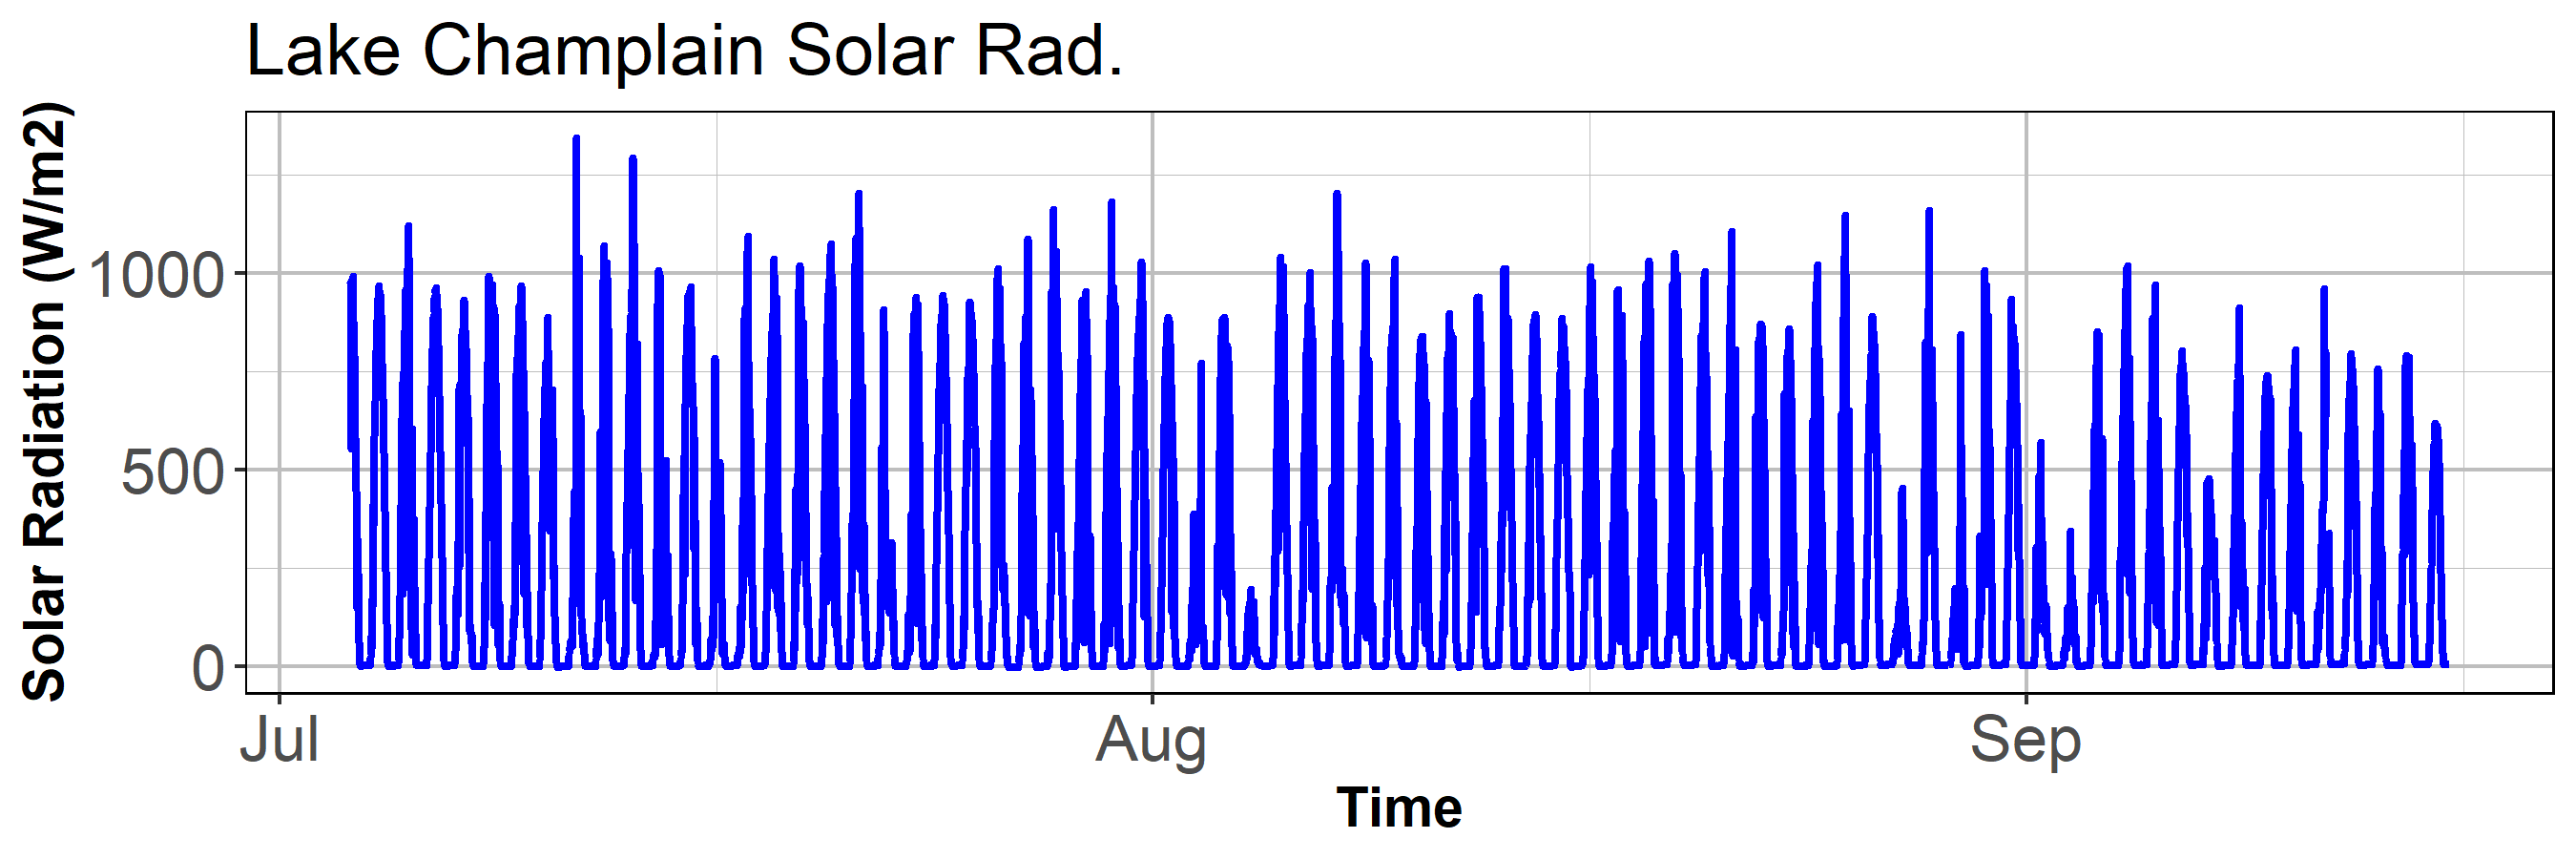 Lake Champlain Solar Rad.
Solar Radiation (W/m2)
1000
500
0
Jul
Aug
Sep
Time